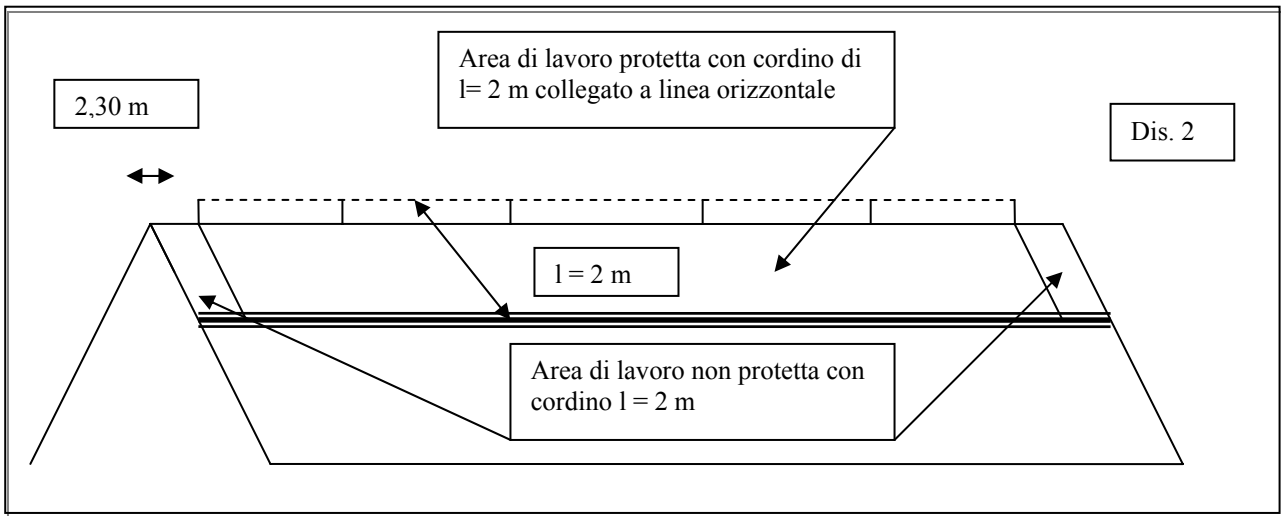 Area di lavoro protetta con cordino di
l= 2 m collegato a linea orizzontale
2,30 m
Dis. 2
l = 2 m
Area di lavoro non protetta con
cordino l = 2 m